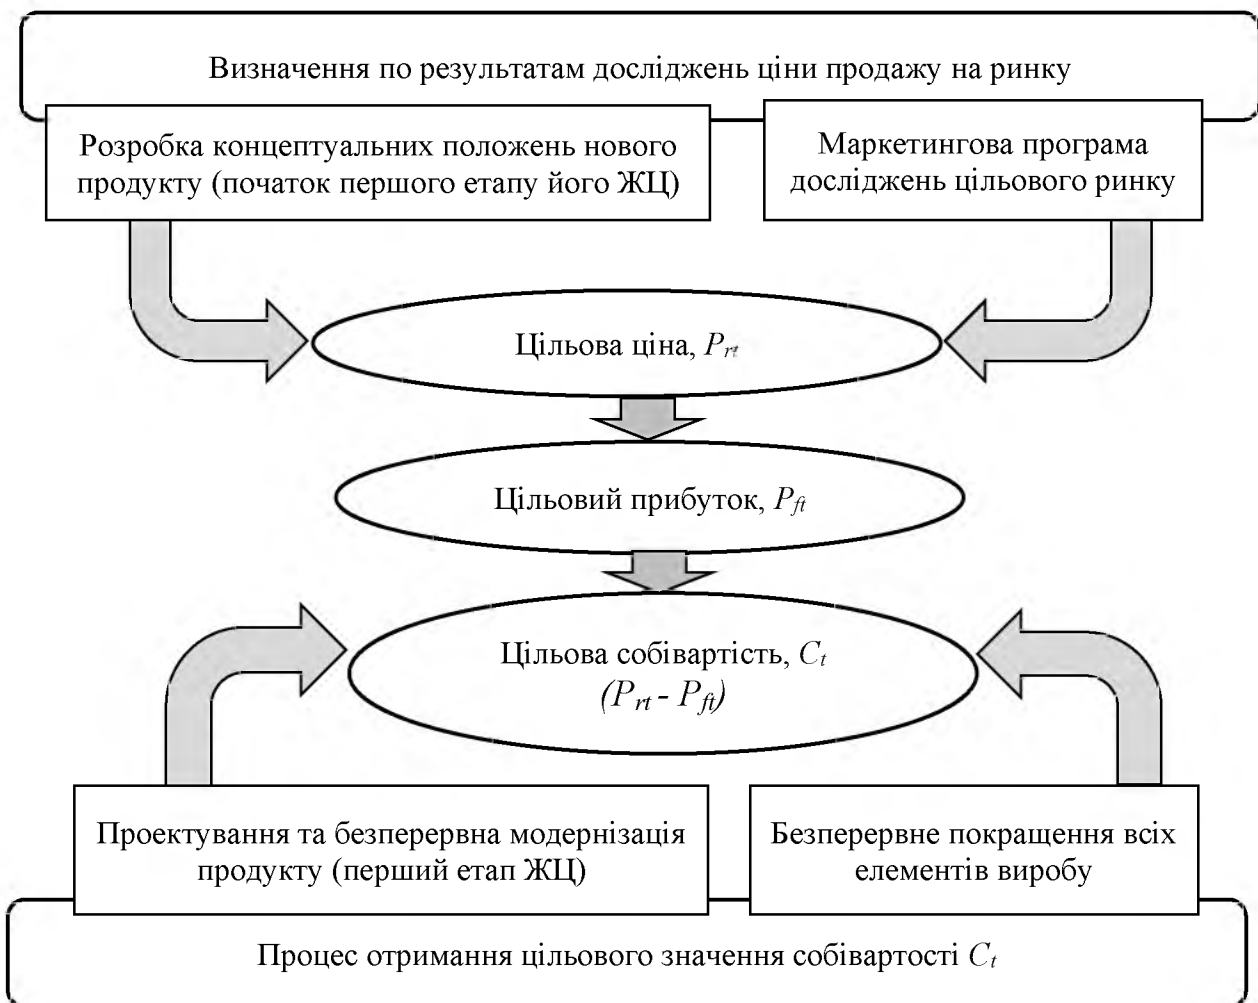 Визначення по результатам досліджень ціни продажу на ринку
Розробка концептуальних положень нового
продукту (початок першого етапу його ЖЦ)
Маркетингова програма
досліджень цільового ринку
Цільова ціна, Prt
Цільовий прибуток, Pft
Цільова собівартість, Ct
(Prt - Pft)
Проектування та безперервна модернізація
продукту (перший етап ЖЦ)
Безперервне покращення всіх
елементів виробу
Процес отримання цільового значення собівартості Ct